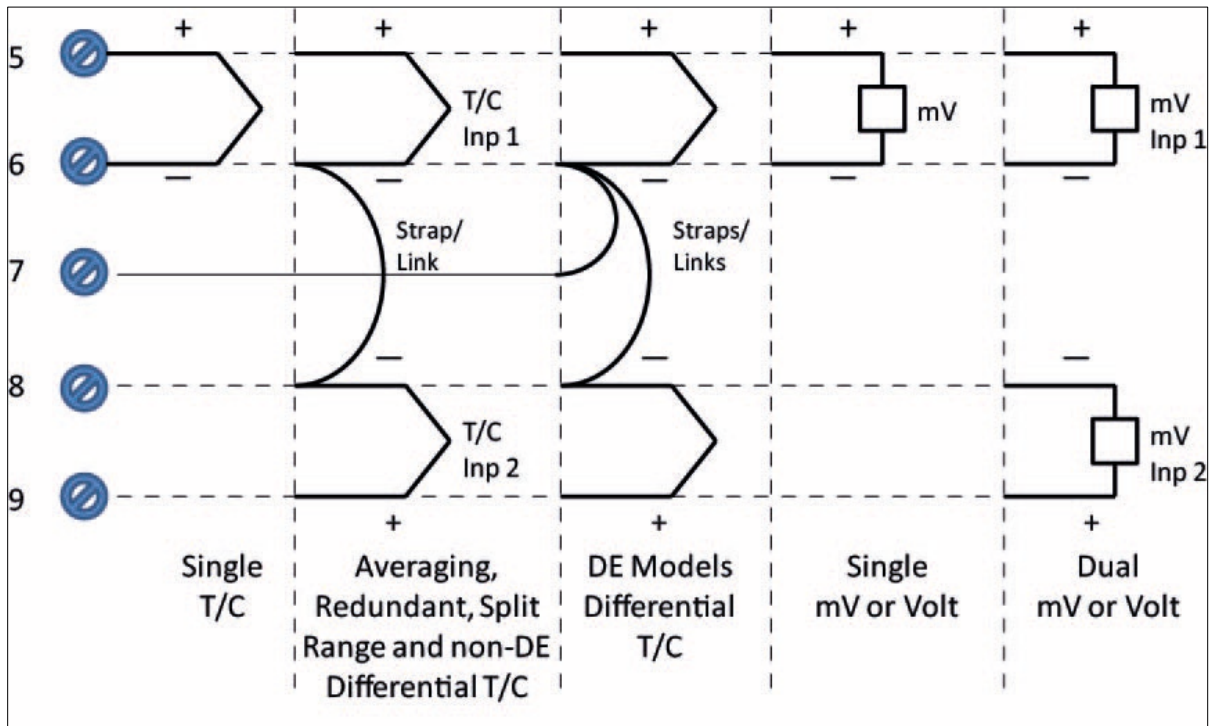 + + + + +
5
T/C
Inp 1
mV
mV
Inp 1
6
— — — — —
Strap/
Link
Straps/
Links
7
— — —
8
T/C
Inp 2
mV
Inp 2
9
+ + +
Single
T/C
Averaging,
Redundant, Split
Range and non-DE
Differential T/C
DE Models
Differential
T/C
Single
mV or Volt
Dual
mV or Volt